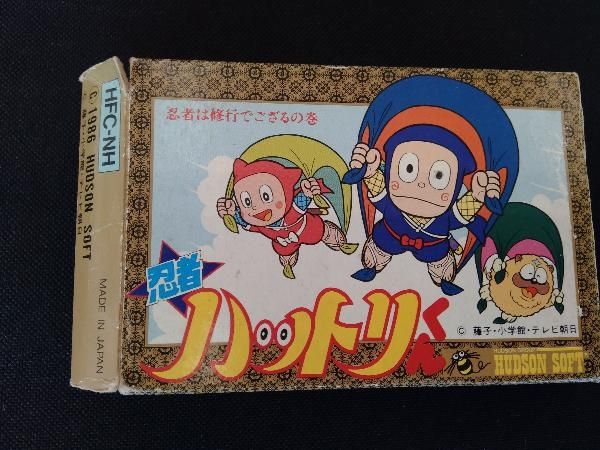 HFC-NH
© 1986 HUDSON SOFT
MADE IN JAPAN
忍者は修行でござるの巻
忍者
ハットリくん
© 藤子・小学館・テレビ朝日
HUDSON SOFT